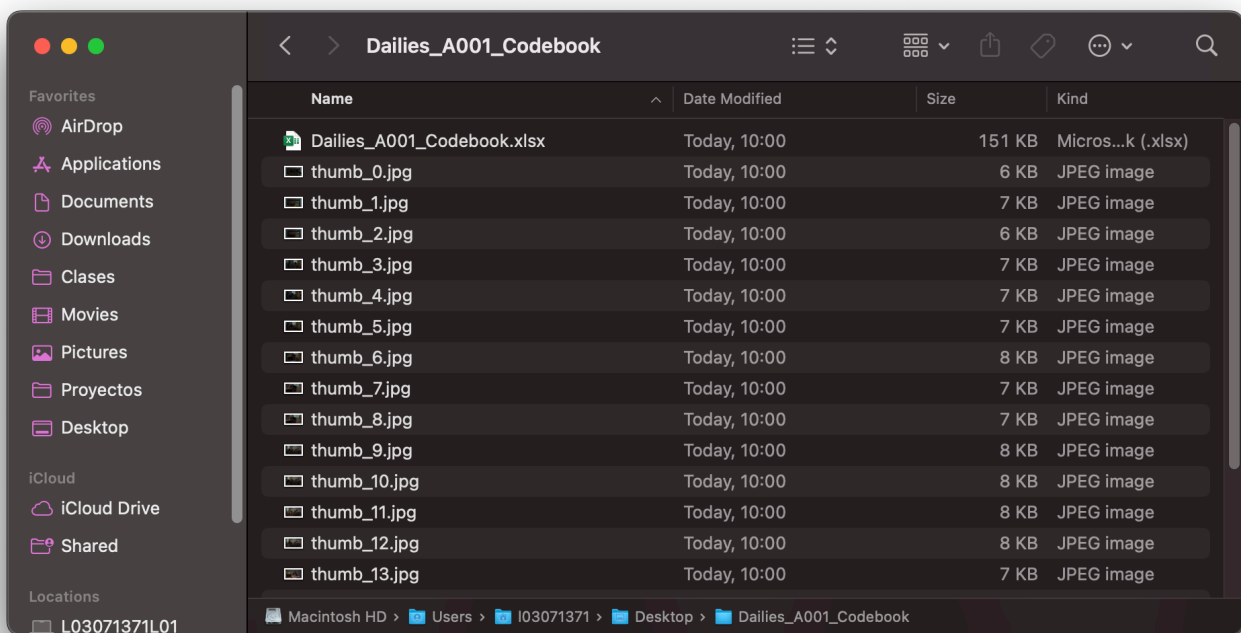 Dailies_A001_Codebook
Favorites
AirDrop
Applications
Documents
Downloads
Clases
Movies
Pictures
Proyectos
Desktop
iCloud
iCloud Drive
Shared
Locations
L03071371L01
Name Date Modified Size Kind
Dailies_A001_Codebook.xlsx Today, 10:00 151 KB Micros...k (.xlsx)
thumb_0.jpg Today, 10:00 6 KB JPEG image
thumb_1.jpg Today, 10:00 7 KB JPEG image
thumb_2.jpg Today, 10:00 6 KB JPEG image
thumb_3.jpg Today, 10:00 7 KB JPEG image
thumb_4.jpg Today, 10:00 7 KB JPEG image
thumb_5.jpg Today, 10:00 7 KB JPEG image
thumb_6.jpg Today, 10:00 8 KB JPEG image
thumb_7.jpg Today, 10:00 7 KB JPEG image
thumb_8.jpg Today, 10:00 7 KB JPEG image
thumb_9.jpg Today, 10:00 8 KB JPEG image
thumb_10.jpg Today, 10:00 8 KB JPEG image
thumb_11.jpg Today, 10:00 8 KB JPEG image
thumb_12.jpg Today, 10:00 8 KB JPEG image
thumb_13.jpg Today, 10:00 7 KB JPEG image
Macintosh HD › Users › l03071371 › Desktop › Dailies_A001_Codebook